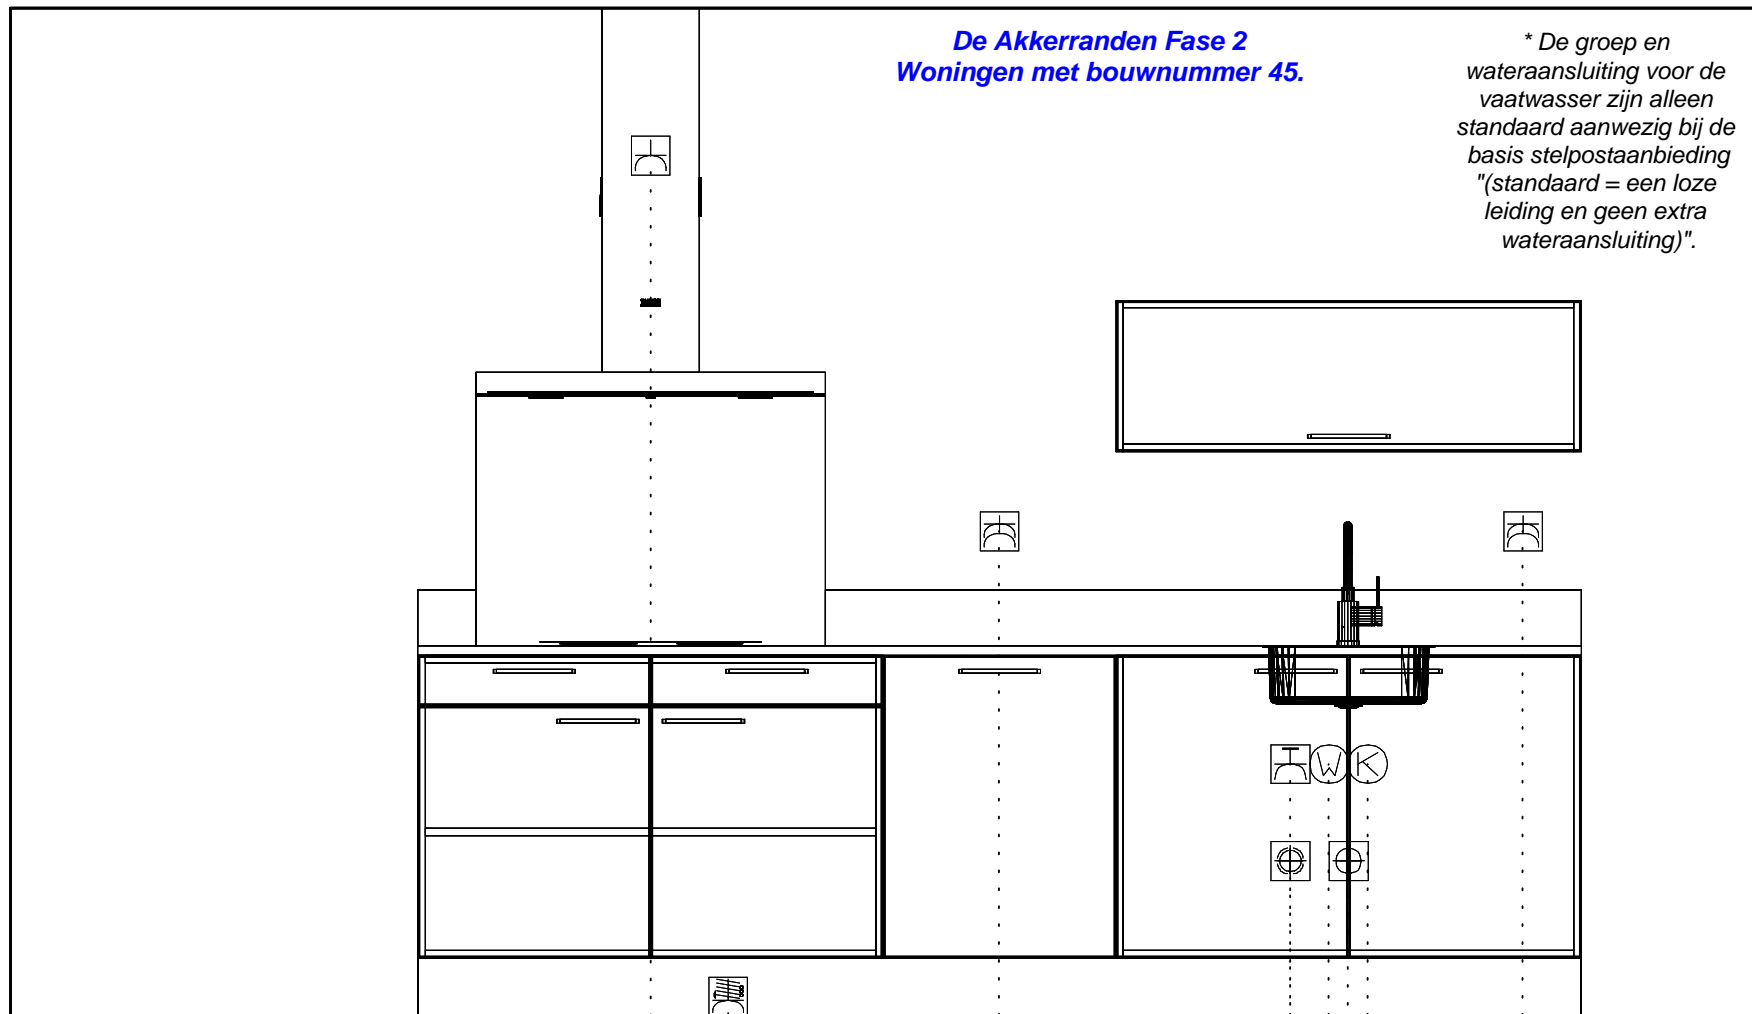 De Akkerranden Fase 2
Woningen met bouwnummer 45.
* De groep en
wateraansluiting voor de
vaatwasser zijn alleen
standaard aanwezig bij de
basis stelpostaanbieding
"(standaard = een loze
leiding en geen extra
wateraansluiting)".
W
K